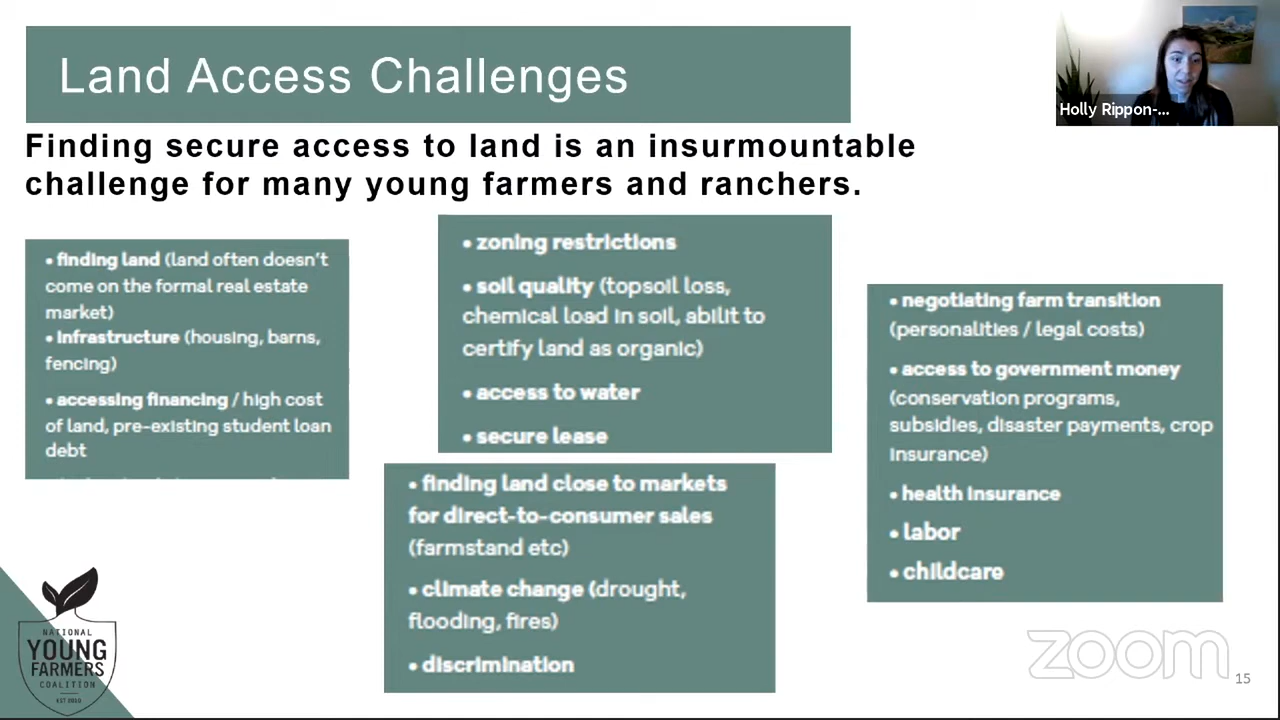 Land Access Challenges
Holly Rippon-...
Finding secure access to land is an insurmountable
challenge for many young farmers and ranchers.
• finding land (land often doesn't
come on the formal real estate
market)
• infrastructure (housing, barns,
fencing)
• accessing financing / high cost
of land, pre-existing student loan
debt
• zoning restrictions
• soil quality (topsoil loss,
chemical load in soil, abilit to
certify land as organic)
• access to water
• secure lease
• finding land close to markets
for direct-to-consumer sales
(farmstand etc)
• climate change (drought,
flooding, fires)
• discrimination
• negotiating farm transition
(personalities / legal costs)
• access to government money
(conservation programs,
subsidies, disaster payments, crop
insurance)
• health insurance
• labor
• childcare
NATIONAL
YOUNG
FARMERS
COALITION
EST 2010
zoom
15